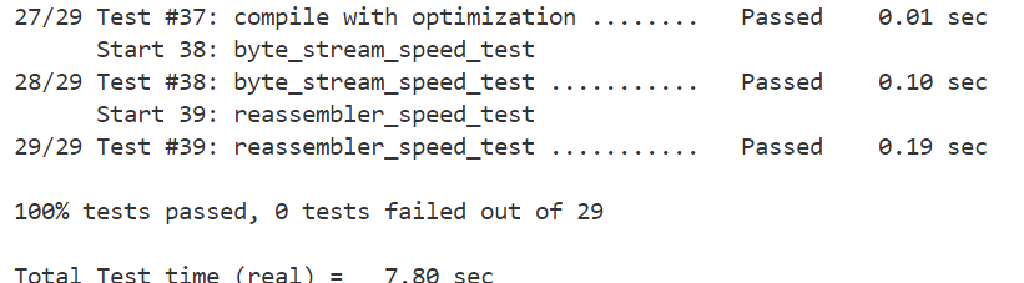 27/29 Test #37: compile with optimization ........   Passed    0.01 sec
      Start 38: byte_stream_speed_test
28/29 Test #38: byte_stream_speed_test ...........   Passed    0.10 sec
      Start 39: reassembler_speed_test
29/29 Test #39: reassembler_speed_test ...........   Passed    0.19 sec

100% tests passed, 0 tests failed out of 29

Total Test time (real) =   7.80 sec